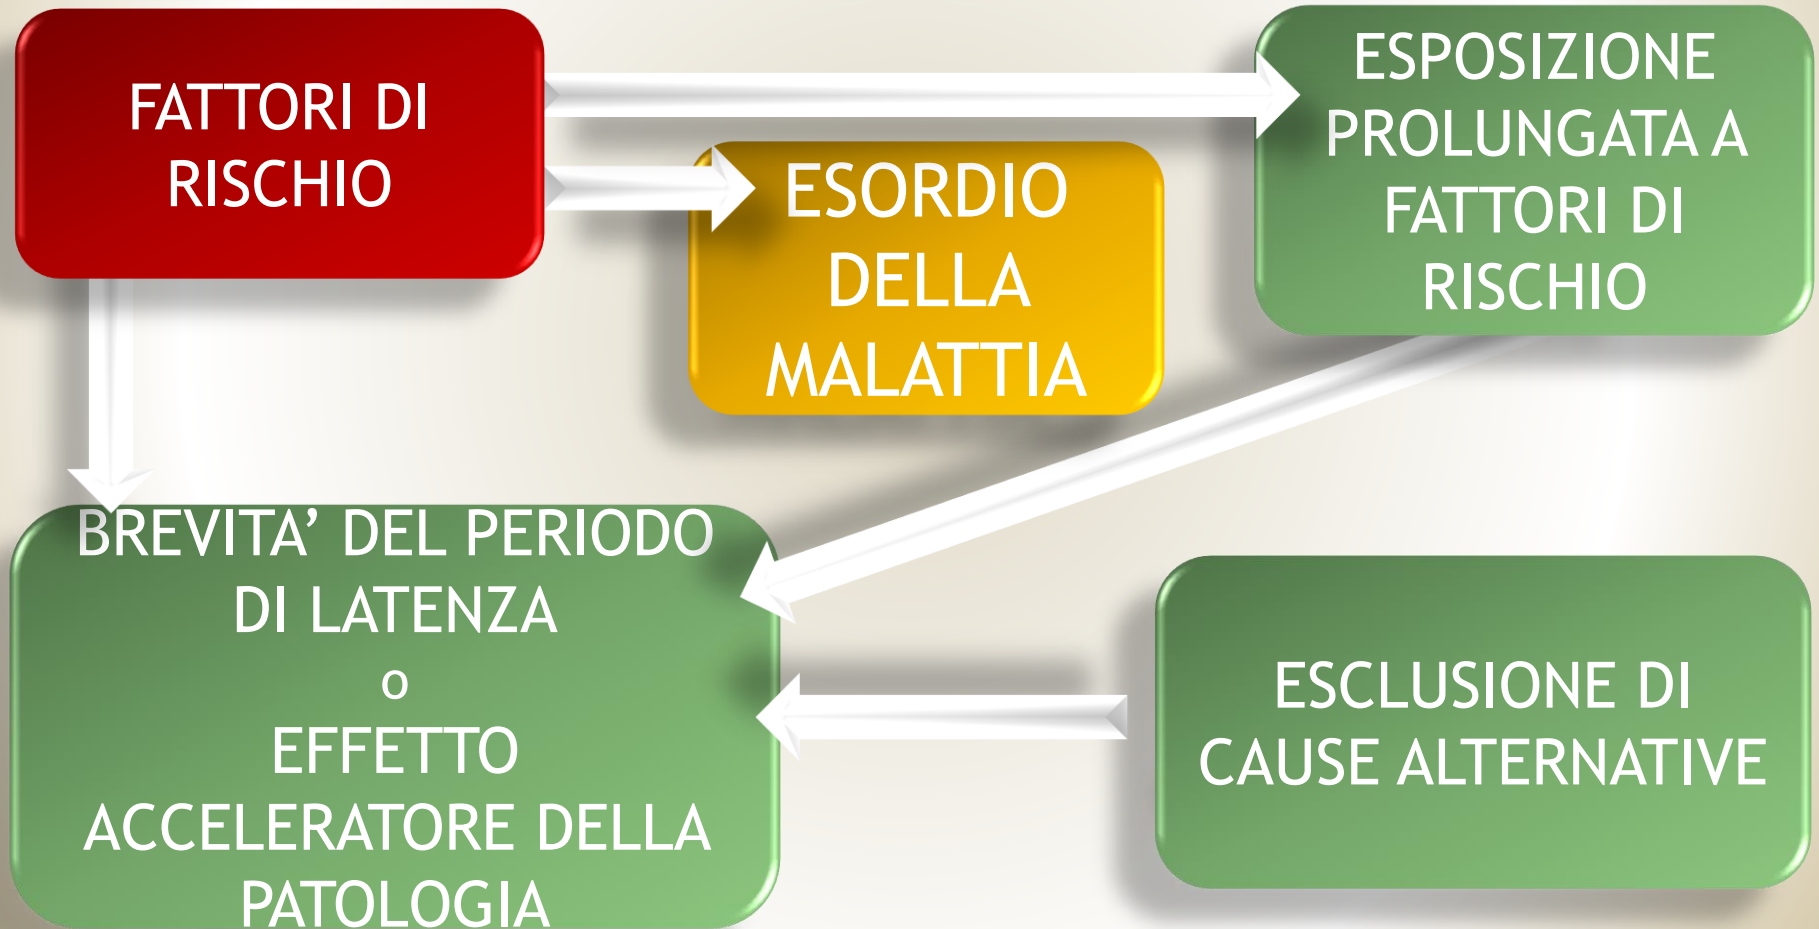 FATTORI DI
RISCHIO
ESORDIO
DELLA
MALATTIA
ESPOSIZIONE
PROLUNGATA A
FATTORI DI
RISCHIO
BREVITA’ DEL PERIODO
DI LATENZA
o
EFFETTO
ACCELERATORE DELLA
PATOLOGIA
ESCLUSIONE DI
CAUSE ALTERNATIVE